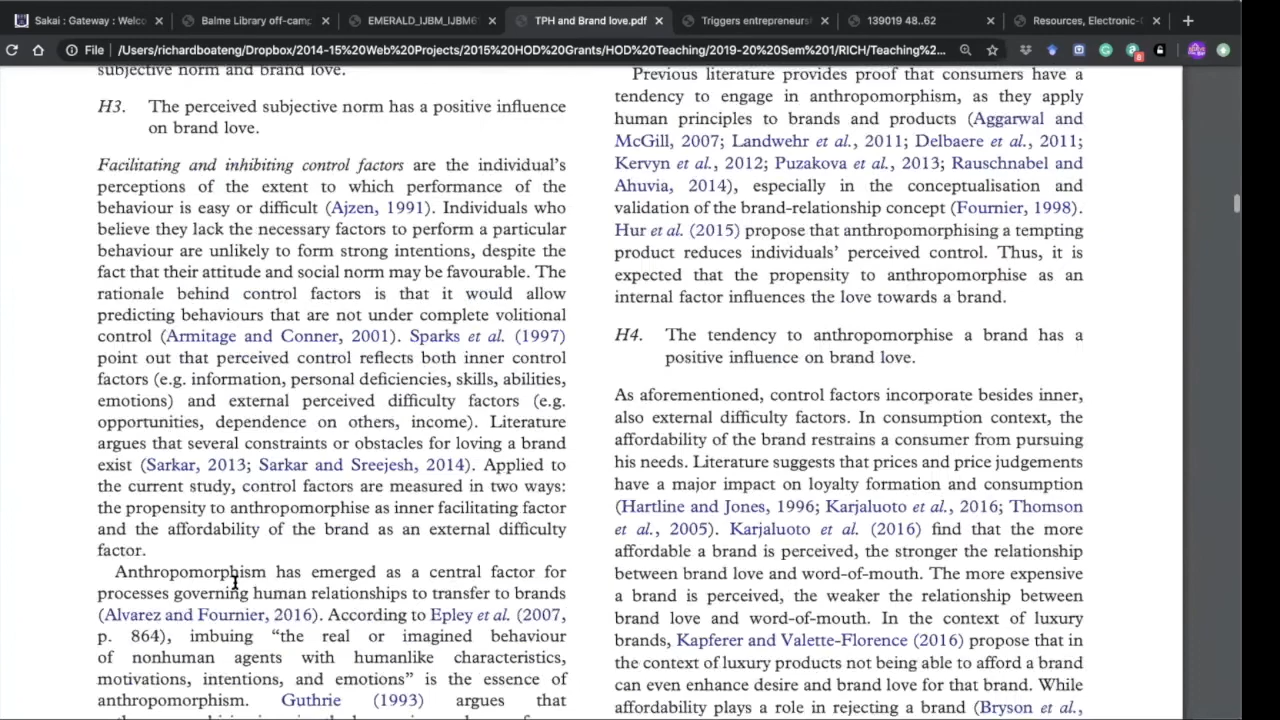 Sakai : Gateway : Welco
Balme Library off-cam
EMERALD_IJBM_IJBM6
TPH and Brand love.pdf
Triggers entrepreneurs
139019 48..62
Resources, Electronic-
File
/Users/richardboateng/Dropbox/2014-15%20Web%20Projects/2015%20HOD%20Grants/HOD%20Teaching/2019-20%20Sem%201/RICH/Teaching%2...
subjective norm and brand love.
H3. The perceived subjective norm has a positive influence
on brand love.
Facilitating and inhibiting control factors are the individual's
perceptions of the extent to which performance of the
behaviour is easy or difficult (Ajzen, 1991). Individuals who
believe they lack the necessary factors to perform a particular
behaviour are unlikely to form strong intentions, despite the
fact that their attitude and social norm may be favourable. The
rationale behind control factors is that it would allow
predicting behaviours that are not under complete volitional
control (Armitage and Conner, 2001). Sparks et al. (1997)
point out that perceived control reflects both inner control
factors (e.g. information, personal deficiencies, skills, abilities,
emotions) and external perceived difficulty factors (e.g.
opportunities, dependence on others, income). Literature
argues that several constraints or obstacles for loving a brand
exist (Sarkar, 2013; Sarkar and Sreejesh, 2014). Applied to
the current study, control factors are measured in two ways:
the propensity to anthropomorphise as inner facilitating factor
and the affordability of the brand as an external difficulty
factor.
Anthropomorphism has emerged as a central factor for
processes governing human relationships to transfer to brands
(Alvarez and Fournier, 2016). According to Epley et al. (2007,
p. 864), imbuing "the real or imagined behaviour
of nonhuman agents with humanlike characteristics,
motivations, intentions, and emotions" is the essence of
anthropomorphism. Guthrie (1993) argues that
Previous literature provides proof that consumers have a
tendency to engage in anthropomorphism, as they apply
human principles to brands and products (Aggarwal and
McGill, 2007; Landwehr et al., 2011; Delbaere et al., 2011;
Kervyn et al., 2012; Puzakova et al., 2013; Rauschnabel and
Ahuvia, 2014), especially in the conceptualisation and
validation of the brand-relationship concept (Fournier, 1998).
Hur et al. (2015) propose that anthropomorphising a tempting
product reduces individuals' perceived control. Thus, it is
expected that the propensity to anthropomorphise as an
internal factor influences the love towards a brand.
H4. The tendency to anthropomorphise a brand has a
positive influence on brand love.
As aforementioned, control factors incorporate besides inner,
also external difficulty factors. In consumption context, the
affordability of the brand restrains a consumer from pursuing
his needs. Literature suggests that prices and price judgements
have a major impact on loyalty formation and consumption
(Hartline and Jones, 1996; Karjaluoto et al., 2016; Thomson
et al., 2005). Karjaluoto et al. (2016) find that the more
affordable a brand is perceived, the stronger the relationship
between brand love and word-of-mouth. The more expensive
a brand is perceived, the weaker the relationship between
brand love and word-of-mouth. In the context of luxury
brands, Kapferer and Valette-Florence (2016) propose that in
the context of luxury products not being able to afford a brand
can even enhance desire and brand love for that brand. While
affordability plays a role in rejecting a brand (Bryson et al.,